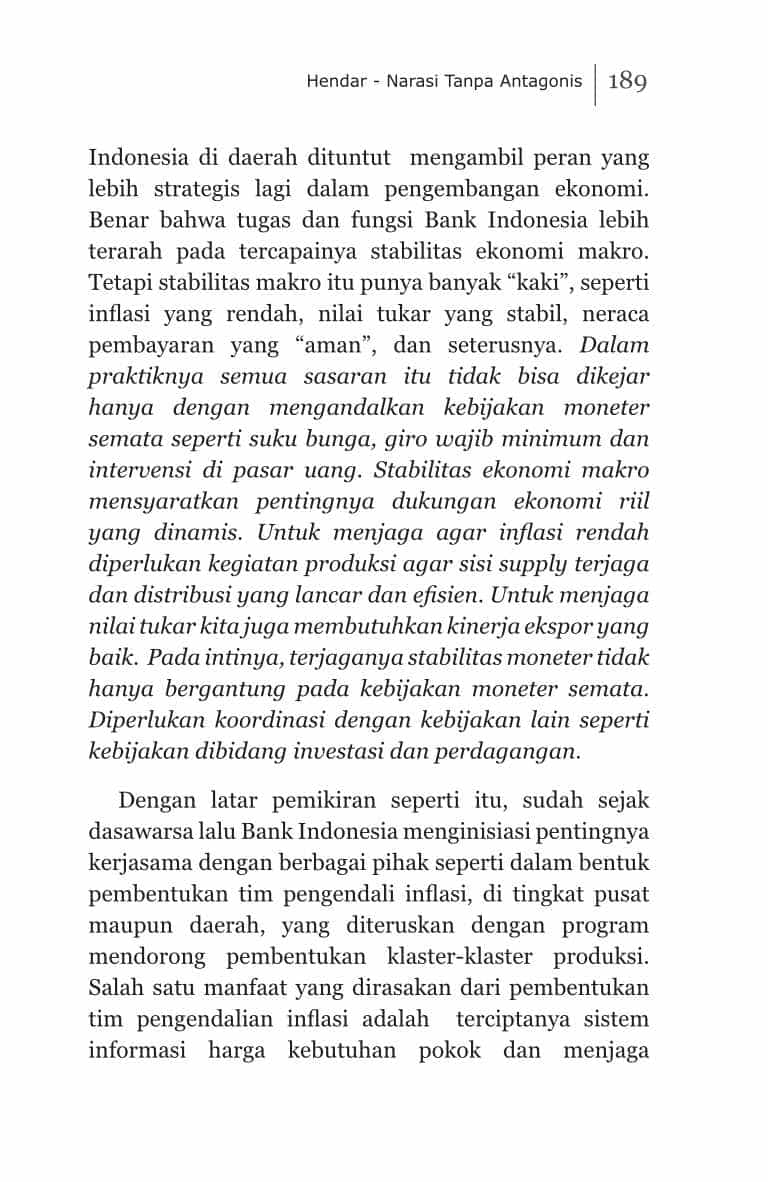 Hendar - Narasi Tanpa Antagonis 189
Indonesia di daerah dituntut mengambil peran yang
lebih strategis lagi dalam pengembangan ekonomi.
Benar bahwa tugas dan fungsi Bank Indonesia lebih
terarah pada tercapainya stabilitas ekonomi makro.
Tetapi stabilitas makro itu punya banyak “kaki”, seperti
inflasi yang rendah, nilai tukar yang stabil, neraca
pembayaran yang “aman”, dan seterusnya. Dalam
praktiknya semua sasaran itu tidak bisa dikejar
hanya dengan mengandalkan kebijakan moneter
semata seperti suku bunga, giro wajib minimum dan
intervensi di pasar uang. Stabilitas ekonomi makro
mensyaratkan pentingnya dukungan ekonomi riil
yang dinamis. Untuk menjaga agar inflasi rendah
diperlukan kegiatan produksi agar sisi supply terjaga
dan distribusi yang lancar dan efisien. Untuk menjaga
nilai tukar kita juga membutuhkan kinerja ekspor yang
baik. Pada intinya, terjaganya stabilitas moneter tidak
hanya bergantung pada kebijakan moneter semata.
Diperlukan koordinasi dengan kebijakan lain seperti
kebijakan dibidang investasi dan perdagangan.
Dengan latar pemikiran seperti itu, sudah sejak
dasawarsa lalu Bank Indonesia menginisiasi pentingnya
kerjasama dengan berbagai pihak seperti dalam bentuk
pembentukan tim pengendali inflasi, di tingkat pusat
maupun daerah, yang diteruskan dengan program
mendorong pembentukan klaster-klaster produksi.
Salah satu manfaat yang dirasakan dari pembentukan
tim pengendalian inflasi adalah terciptanya sistem
informasi harga kebutuhan pokok dan menjaga